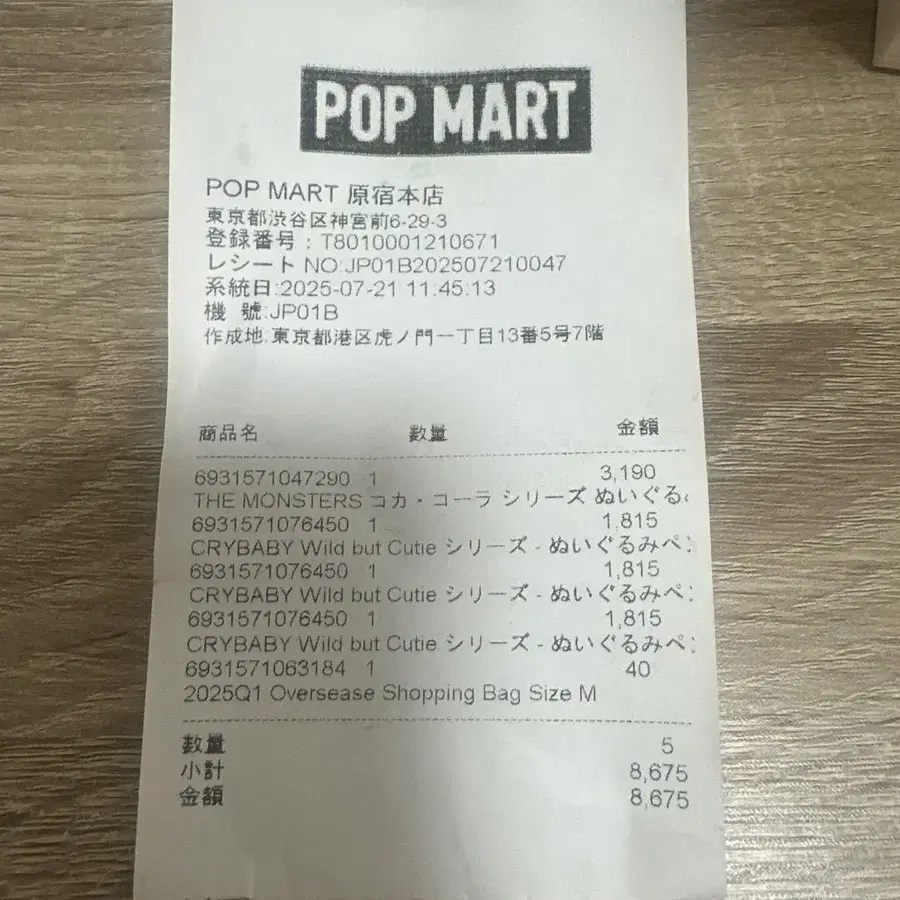 POP MART
POP MART 原宿本店
東京都渋谷区神宮前6-29-3
登録番号：T8010001210671
レシート NO:JP01B202507210047
系統日:2025-07-21 11:45:13
機 號:JP01B
作成地:東京都港区虎ノ門一丁目13番5号7階
商品名 数量 金額
6931571047290 1 3,190
THE MONSTERS コカ・コーラ シリーズ ぬいぐる
6931571076450 1 1,815
CRYBABY Wild but Cutie シリーズ - ぬいぐるみペ
6931571076450 1 1,815
CRYBABY Wild but Cutie シリーズ - ぬいぐるみペ
6931571076450 1 1,815
CRYBABY Wild but Cutie シリーズ - ぬいぐるみペ
6931571063184 1 40
2025Q1 Oversease Shopping Bag Size M
数量 5
小計 8,675
金額 8,675